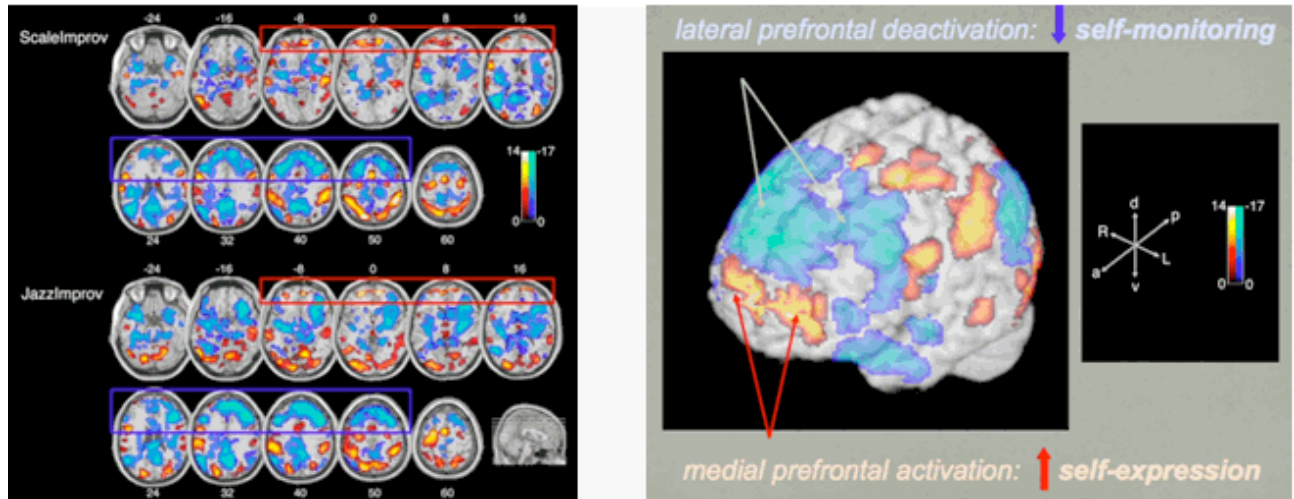 -24 -16 -8 0 8 16
ScaleImprov
14 -17
0 0
24 32 40 50 60
-24 -16 -8 0 8 16
JazzImprov
24 32 40 50 60
lateral prefrontal deactivation: self-monitoring
14 -17
0 0
d
p
R
L
a
v
medial prefrontal activation: self-expression